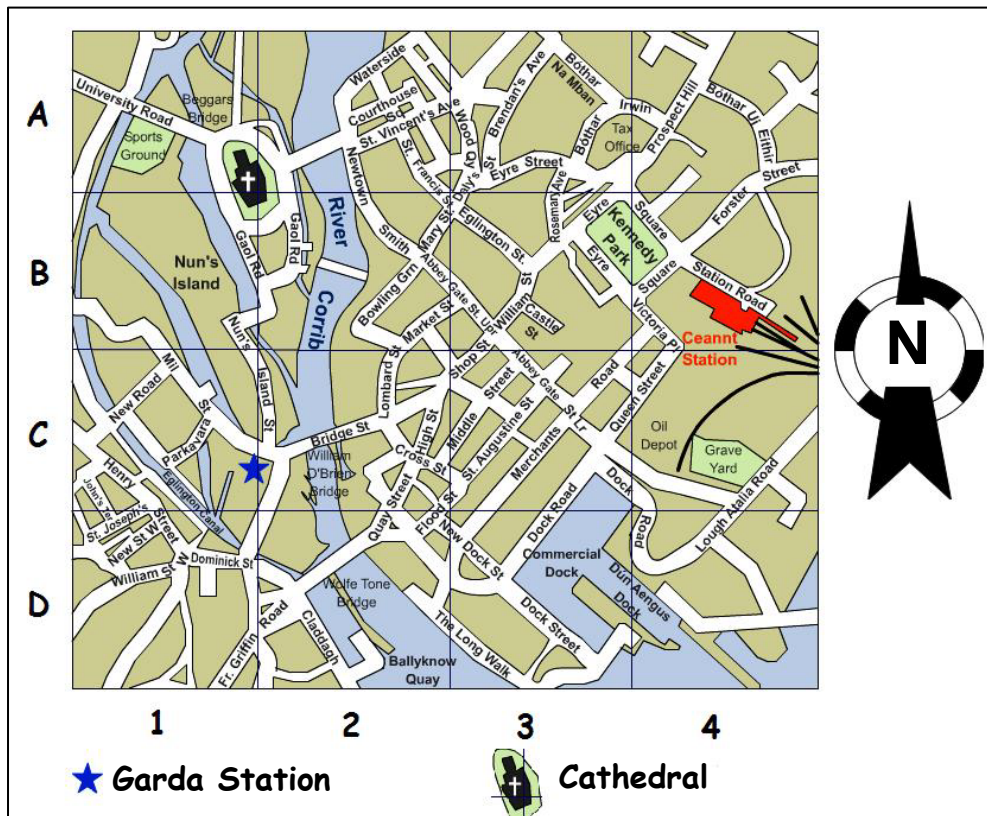 A
B
C
D
1
2
3
4
University Road
Beggars
Bridge
Sports
Ground
Waterside
Courthouse
Sq
St. Vincent's Ave
St. Francis St
Wood Qy
Daly's St
Brendan's Ave
Bóthar
Na mBan
Bóthar
Irwin
Tax
Office
Prospect Hill
Bóthar Uí Eithir
Street
Forster
Eyre Street
Rosemary Ave
Newtown
Smith
River
Corrib
Gaol Rd
Gaol Rd
Nun's
Island
Nun's
Island St
Mary St.
Eglington St.
Eyre
Square
Kennedy
Park
Eyre
Square
Station Road
Ceannt
Station
Victoria Pl
Bowling Grn
Abbey Gate St. Us
Market St
William St
Castle
St
Lombard St
Shop St
Abbey Gate St Lr
Mil
St
New Road
Parkavara
Bridge St
William
O'Brien
Bridge
High St
Middle
Street
St. Augustine St
Cross St
Merchants
Road
Queen Street
Oil
Depot
Grave
Yard
Lough Atalia Road
Henry
Street
Eglington Canal
John's Ter
St. Joseph's
New St W
William St W
Dominick St
Quay Street
Flood St
New Dock St
Dock Road
Dock
Road
Commercial
Dock
Dún Aengus
Dock
Dock Street
Wolfe Tone
Bridge
Fr. Griffin Road
Claddagh
The Long Walk
Ballyknow
Quay
N
Garda Station
Cathedral